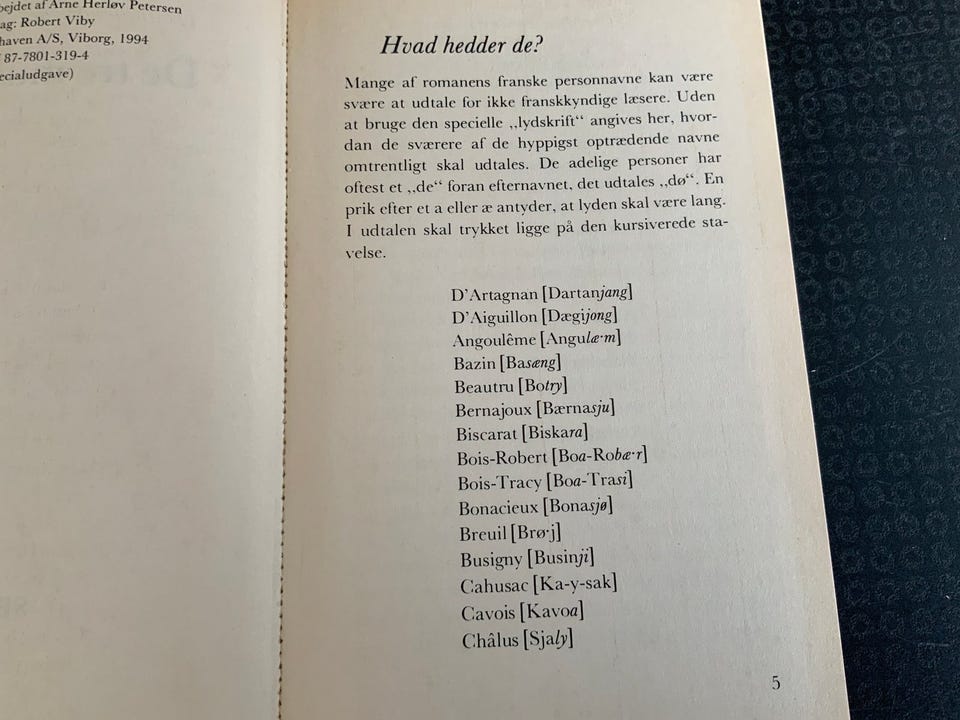 bejdet af Arne Herløv Petersen
ag: Robert Viby
haven A/S, Viborg, 1994
87-7801-319-4
ecialudgave)
Hvad hedder de?
Mange af romanens franske personnavne kan være
svære at udtale for ikke franskkyndige læsere. Uden
at bruge den specielle „lydskrift“ angives her, hvor-
dan de sværere af de hyppigst optrædende navne
omtrentligt skal udtales. De adelige personer har
oftest et „de“ foran efternavnet, det udtales „dø“. En
prik efter et a eller æ antyder, at lyden skal være lang.
I udtalen skal trykket ligge på den kursiverede sta-
velse.
D’Artagnan [Dartanjang]
D’Aiguillon [Dægijong]
Angoulême [Angulæ·m]
Bazin [Basæng]
Beautru [Botry]
Bernajoux [Bærnasju]
Biscarat [Biskara]
Bois-Robert [Boa-Robæ·r]
Bois-Tracy [Boa-Trasi]
Bonacieux [Bonasjø]
Breuil [Brø·j]
Busigny [Businji]
Cahusac [Ka-y-sak]
Cavois [Kavoa]
Châlus [Sjaly]
5